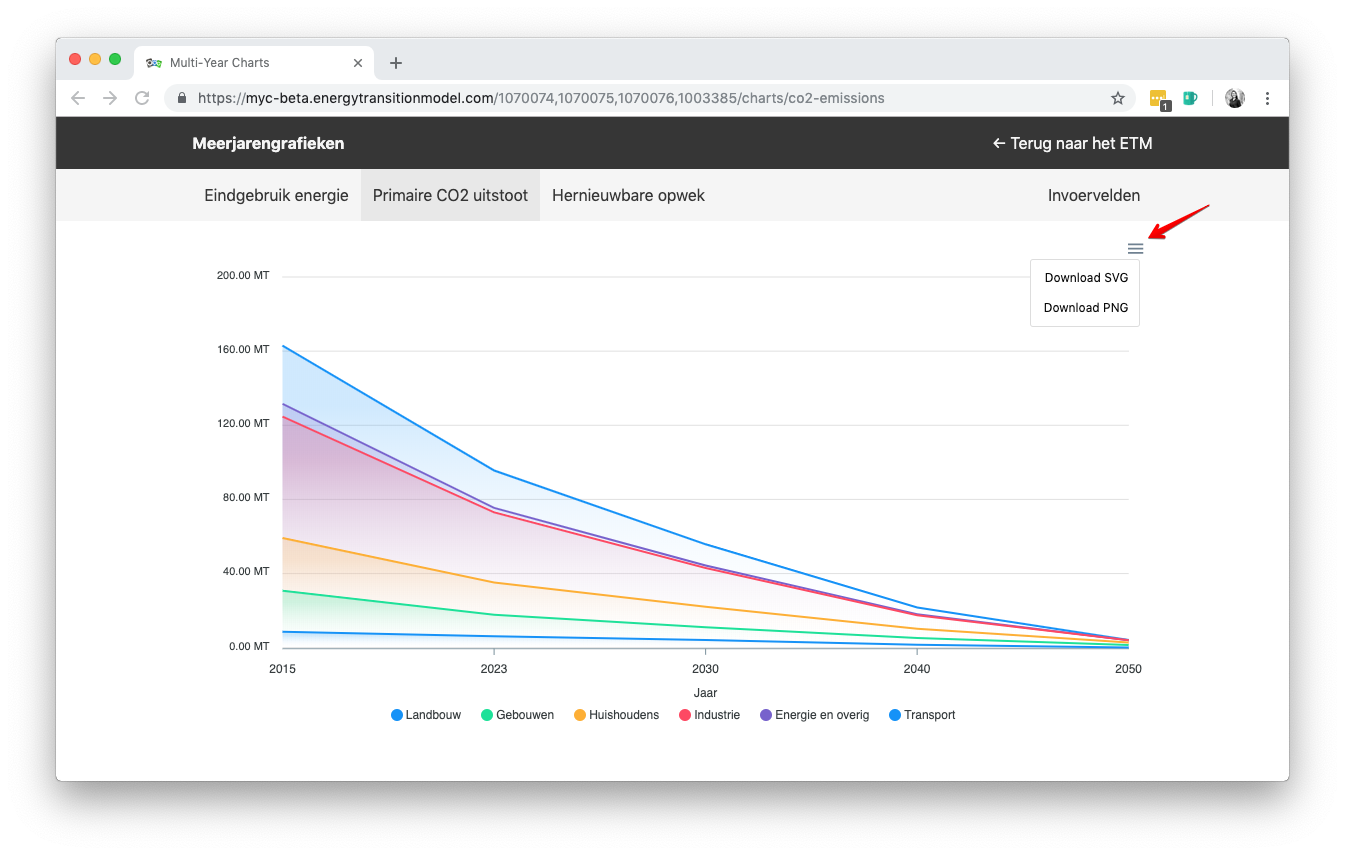 Multi-Year Charts
https://myc-beta.energytransitionmodel.com/1070074,1070075,1070076,1003385/charts/co2-emissions
1
Meerjarengrafieken
← Terug naar het ETM
Eindgebruik energie
Primaire CO2 uitstoot
Hernieuwbare opwek
Invoervelden
Download SVG
Download PNG
200.00 MT
160.00 MT
120.00 MT
80.00 MT
40.00 MT
0.00 MT
2015 2023 2030 2040 2050
Jaar
Landbouw Gebouwen Huishoudens Industrie Energie en overig Transport